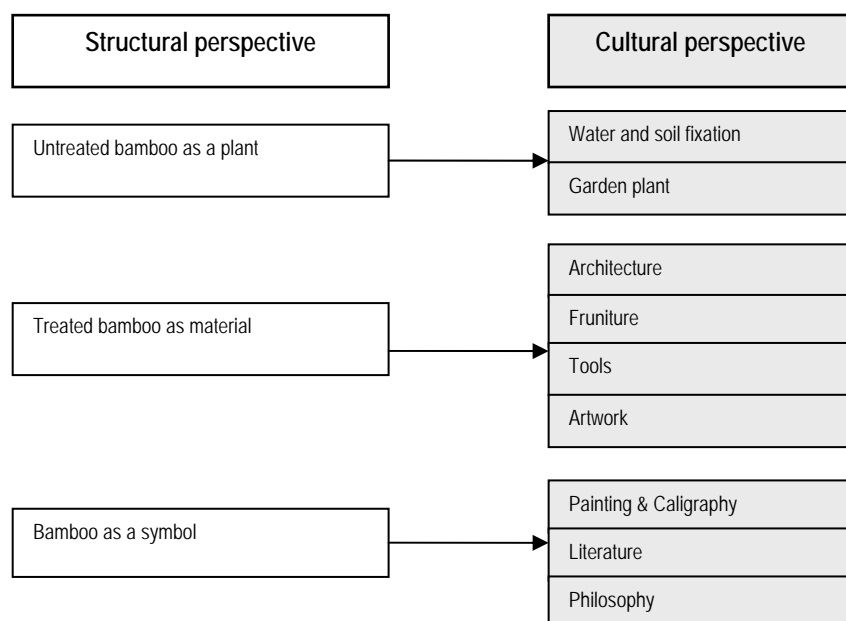 Structural perspective
Cultural perspective
Untreated bamboo as a plant
Water and soil fixation
Garden plant
Treated bamboo as material
Architecture
Fruniture
Tools
Artwork
Bamboo as a symbol
Painting & Caligraphy
Literature
Philosophy